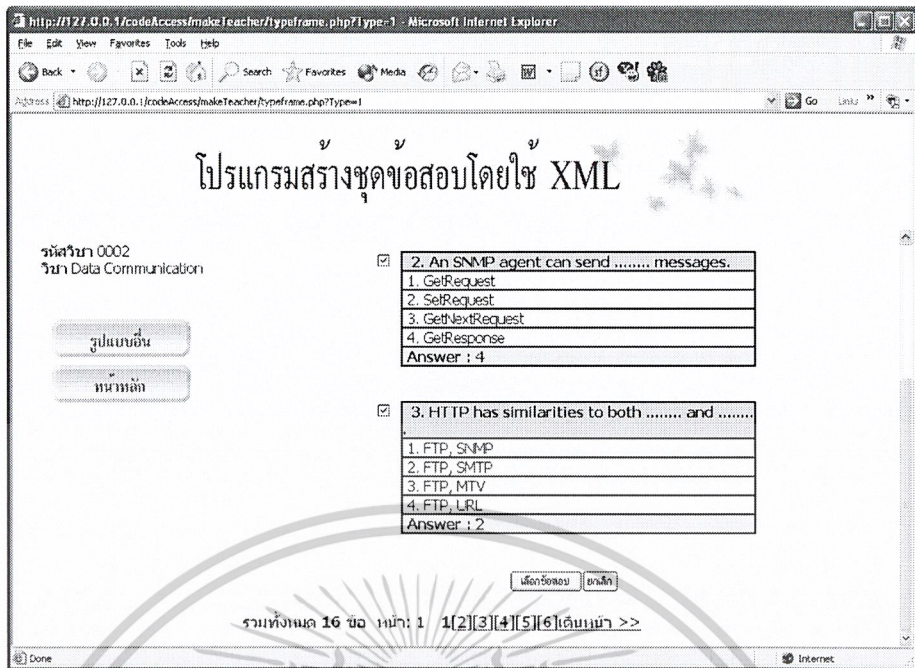 http://127.0.0.1/codeAccess/makeTeacher/typeframe.php?Type=1 - Microsoft Internet Explorer
File Edit View Favorites Tools Help
Back Search Favorites Media
Address http://127.0.0.1/codeAccess/makeTeacher/typeframe.php?Type=1 Go Links »
โปรแกรมสร้างชุดข้อสอบโดยใช้ XML
รหัสวิชา 0002
วิชา Data Communication
รูปแบบอื่น
หน้าหลัก
2. An SNMP agent can send ........ messages.
1. GetRequest
2. SetRequest
3. GetNextRequest
4. GetResponse
Answer : 4
3. HTTP has similarities to both ........ and ........
.
1. FTP, SNMP
2. FTP, SMTP
3. FTP, MTV
4. FTP, URL
Answer : 2
เลือกข้อสอบ ยกเลิก
รวมทั้งหมด 16 ข้อ หน้า: 1 1[2][3][4][5][6]เดินหน้า >>
Done Internet